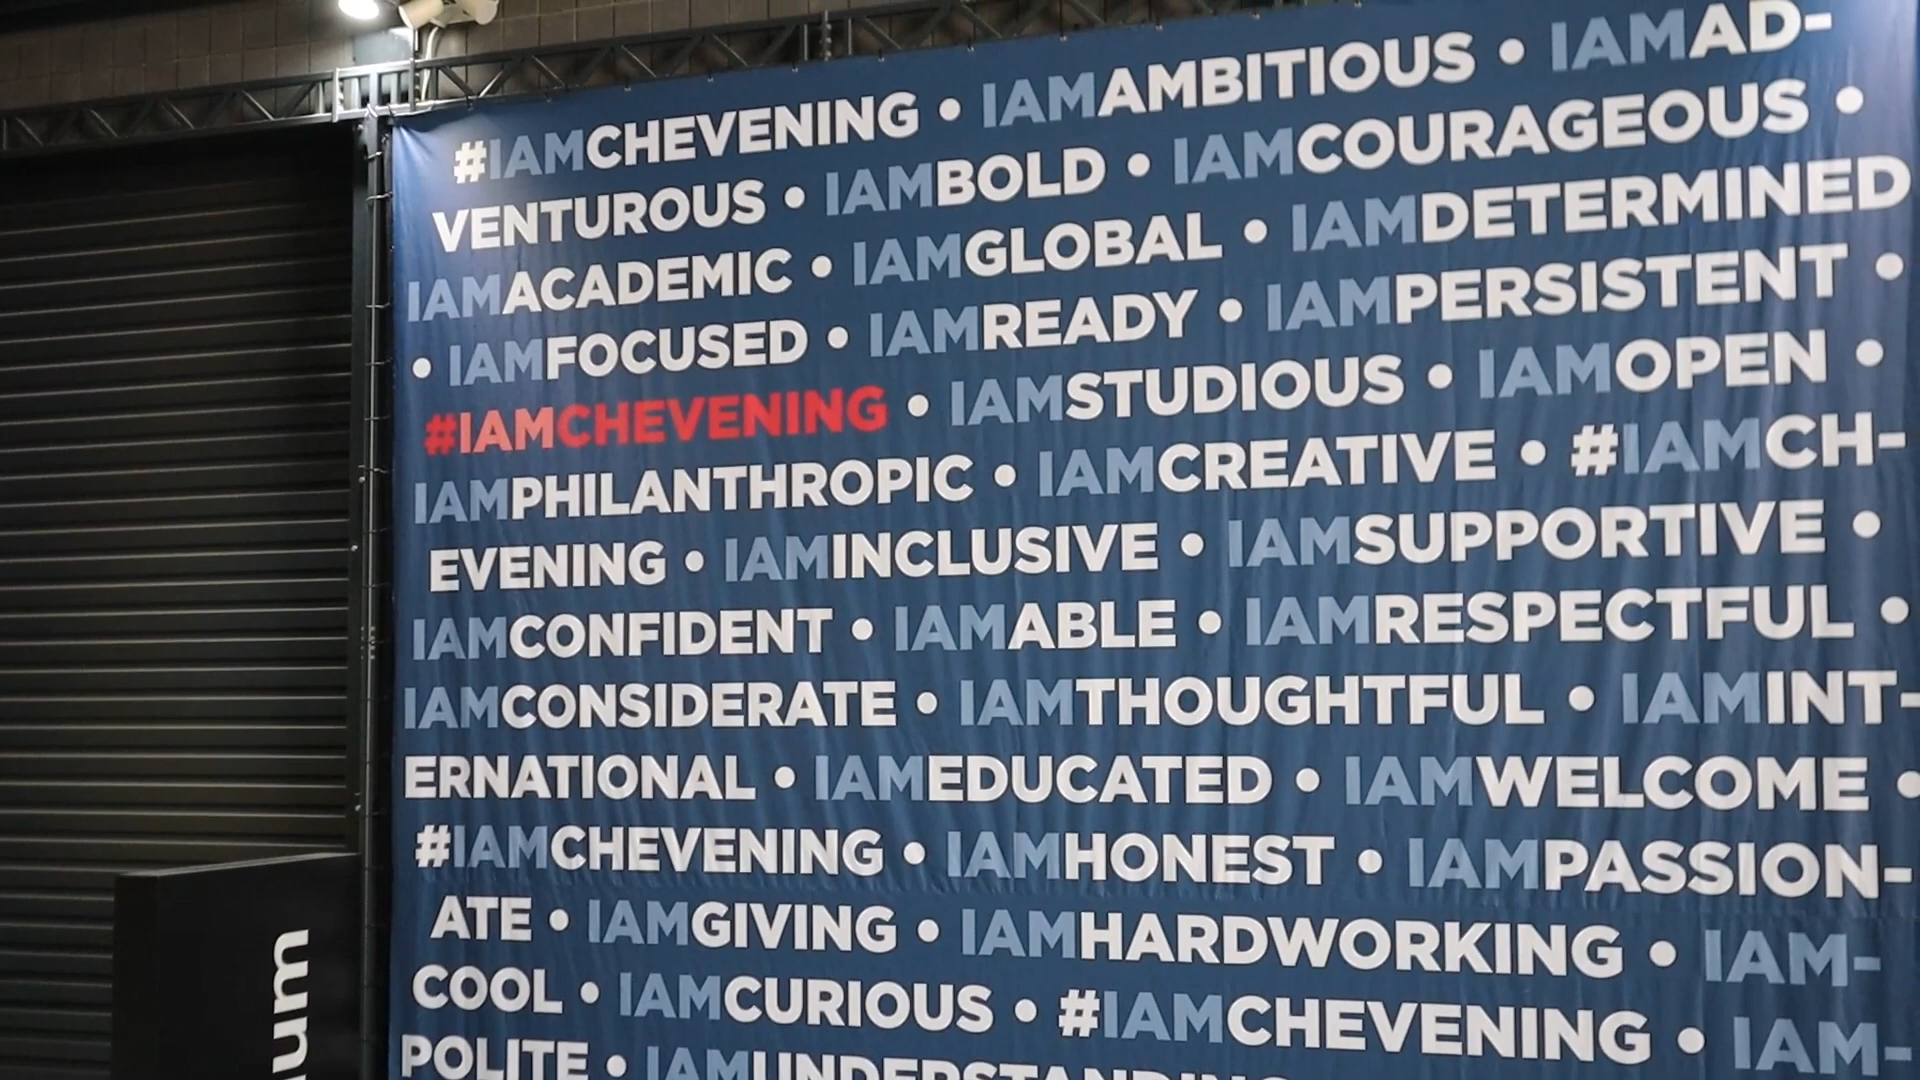 #IAMCHEVENING • IAMAMBITIOUS • IAMAD-
VENTUROUS • IAMBOLD • IAMCOURAGEOUS •
IAMACADEMIC • IAMGLOBAL • IAMDETERMINED
• IAMFOCUSED • IAMREADY • IAMPERSISTENT •
#IAMCHEVENING • IAMSTUDIOUS • IAMOPEN •
IAMPHILANTHROPIC • IAMCREATIVE • #IAMCH-
EVENING • IAMINCLUSIVE • IAMSUPPORTIVE •
IAMCONFIDENT • IAMABLE • IAMRESPECTFUL •
IAMCONSIDERATE • IAMTHOUGHTFUL • IAMINT-
ERNATIONAL • IAMEDUCATED • IAMWELCOME •
#IAMCHEVENING • IAMHONEST • IAMPASSION-
ATE • IAMGIVING • IAMHARDWORKING • IAM-
COOL • IAMCURIOUS • #IAMCHEVENING • IAM-
POLITE • IAMUNDERSTANDING